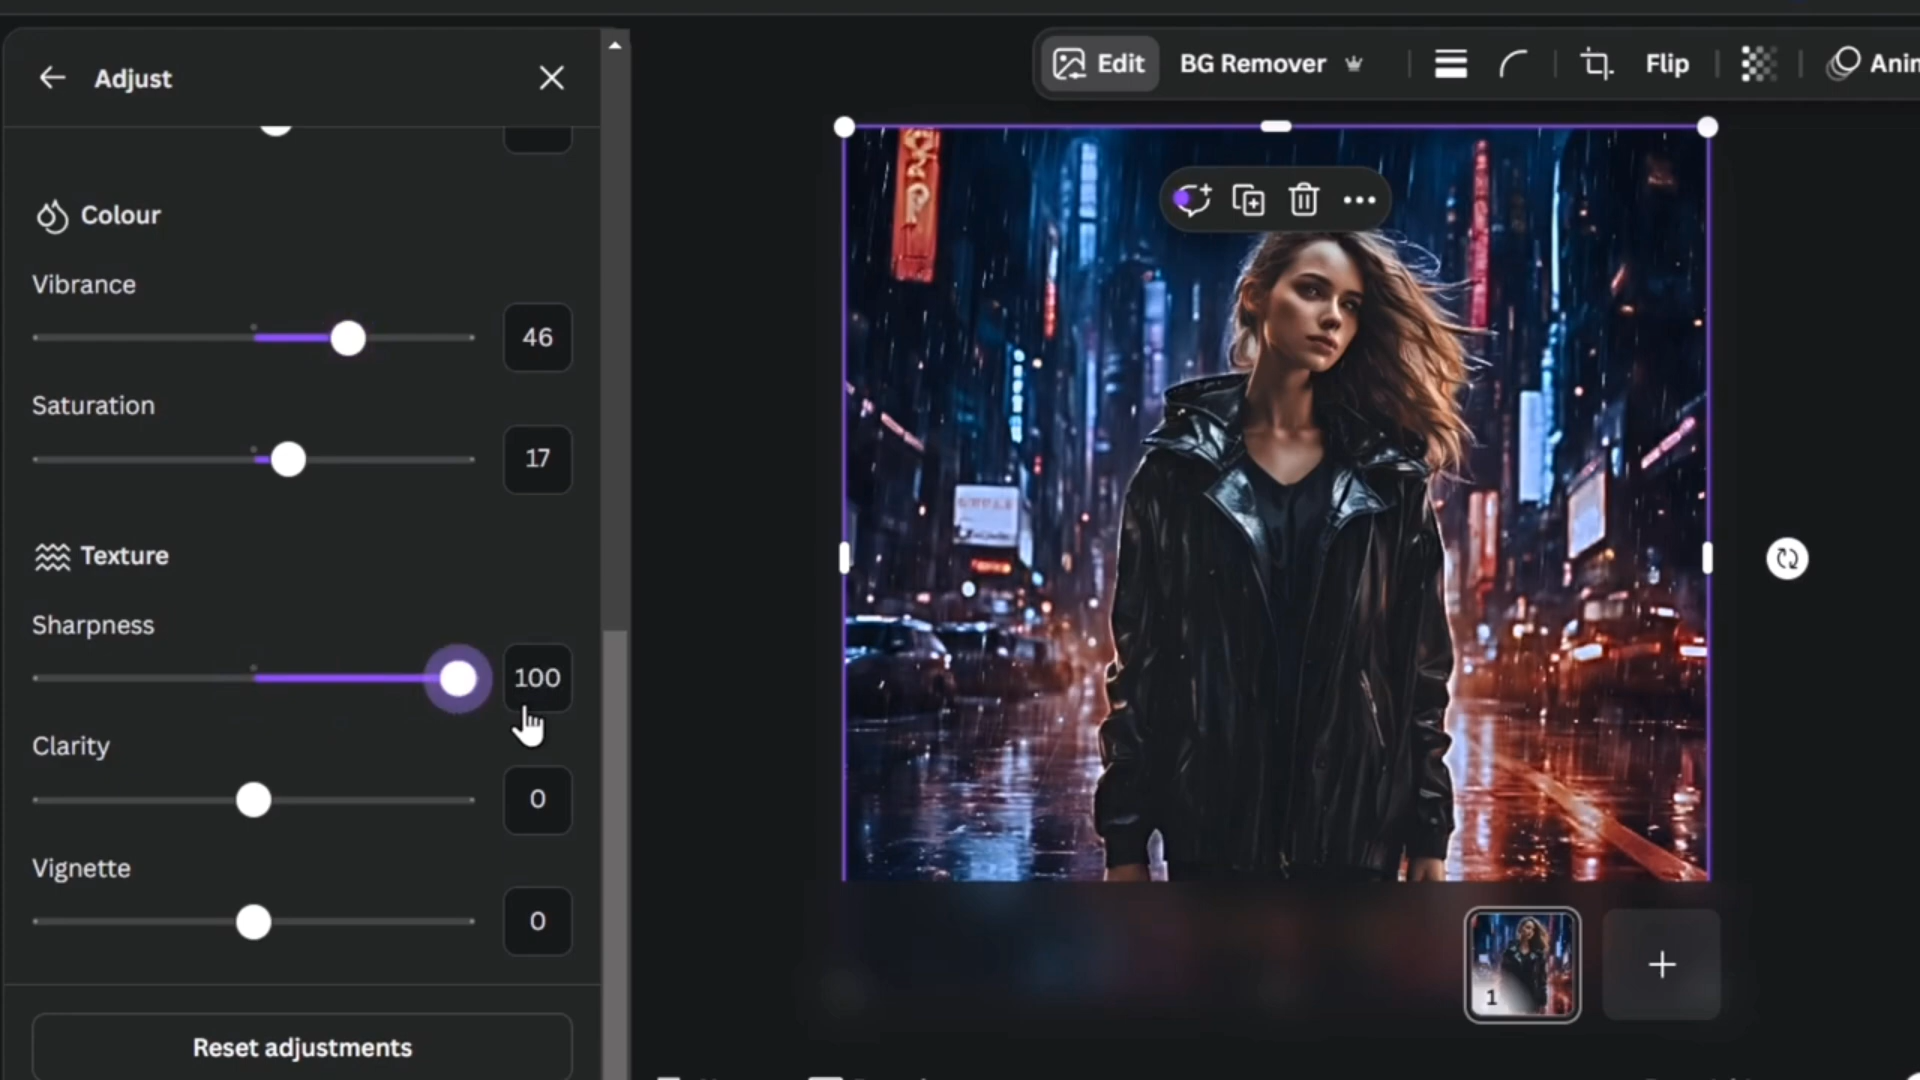 Adjust
Edit
BG Remover
Flip
Anim
Colour
Vibrance
46
Saturation
17
Texture
Sharpness
100
Clarity
0
Vignette
0
1
Reset adjustments